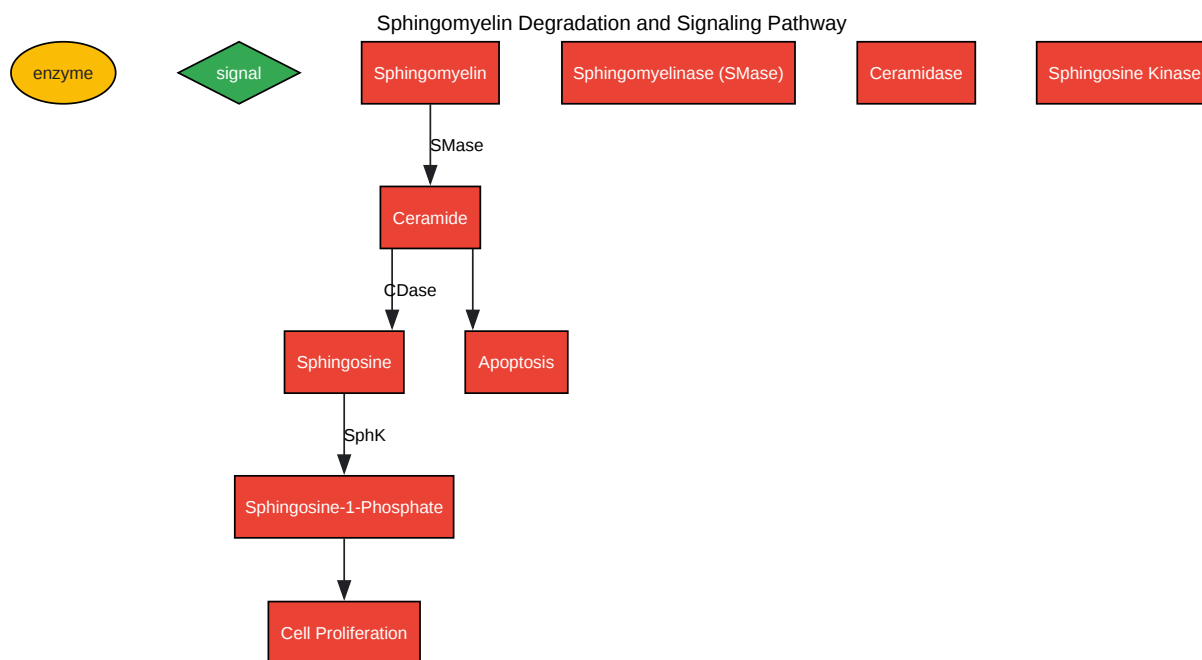 Sphingomyelin Degradation and Signaling Pathway
enzyme
signal
Sphingomyelin
Sphingomyelinase (SMase)
Ceramidase
Sphingosine Kinase
SMase
Ceramide
CDase
Sphingosine
Apoptosis
SphK
Sphingosine-1-Phosphate
Cell Proliferation